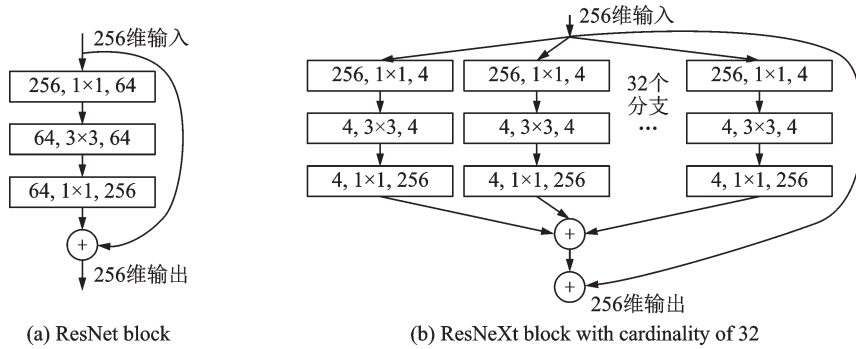 256维输入
256, 1×1, 64
64, 3×3, 64
64, 1×1, 256
+
256维输出
(a) ResNet block
256维输入
256, 1×1, 4
256, 1×1, 4
32个
分支
...
256, 1×1, 4
4, 3×3, 4
4, 3×3, 4
4, 3×3, 4
4, 1×1, 256
4, 1×1, 256
4, 1×1, 256
+
+
256维输出
(b) ResNeXt block with cardinality of 32